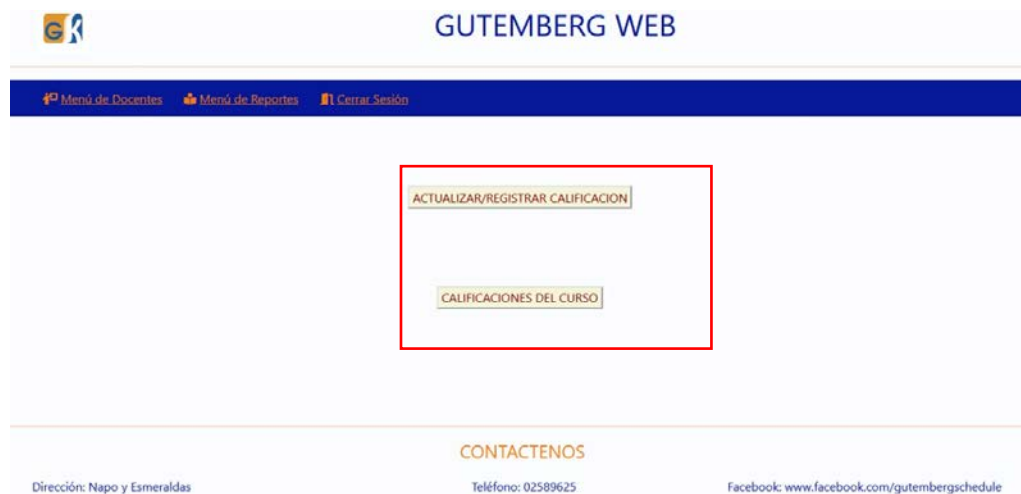 GK
GUTEMBERG WEB
Menú de Docentes Menú de Reportes Cerrar Sesión
ACTUALIZAR/REGISTRAR CALIFICACION
CALIFICACIONES DEL CURSO
CONTACTENOS
Dirección: Napo y Esmeraldas Teléfono: 02589625 Facebook: www.facebook.com/gutembergschedule